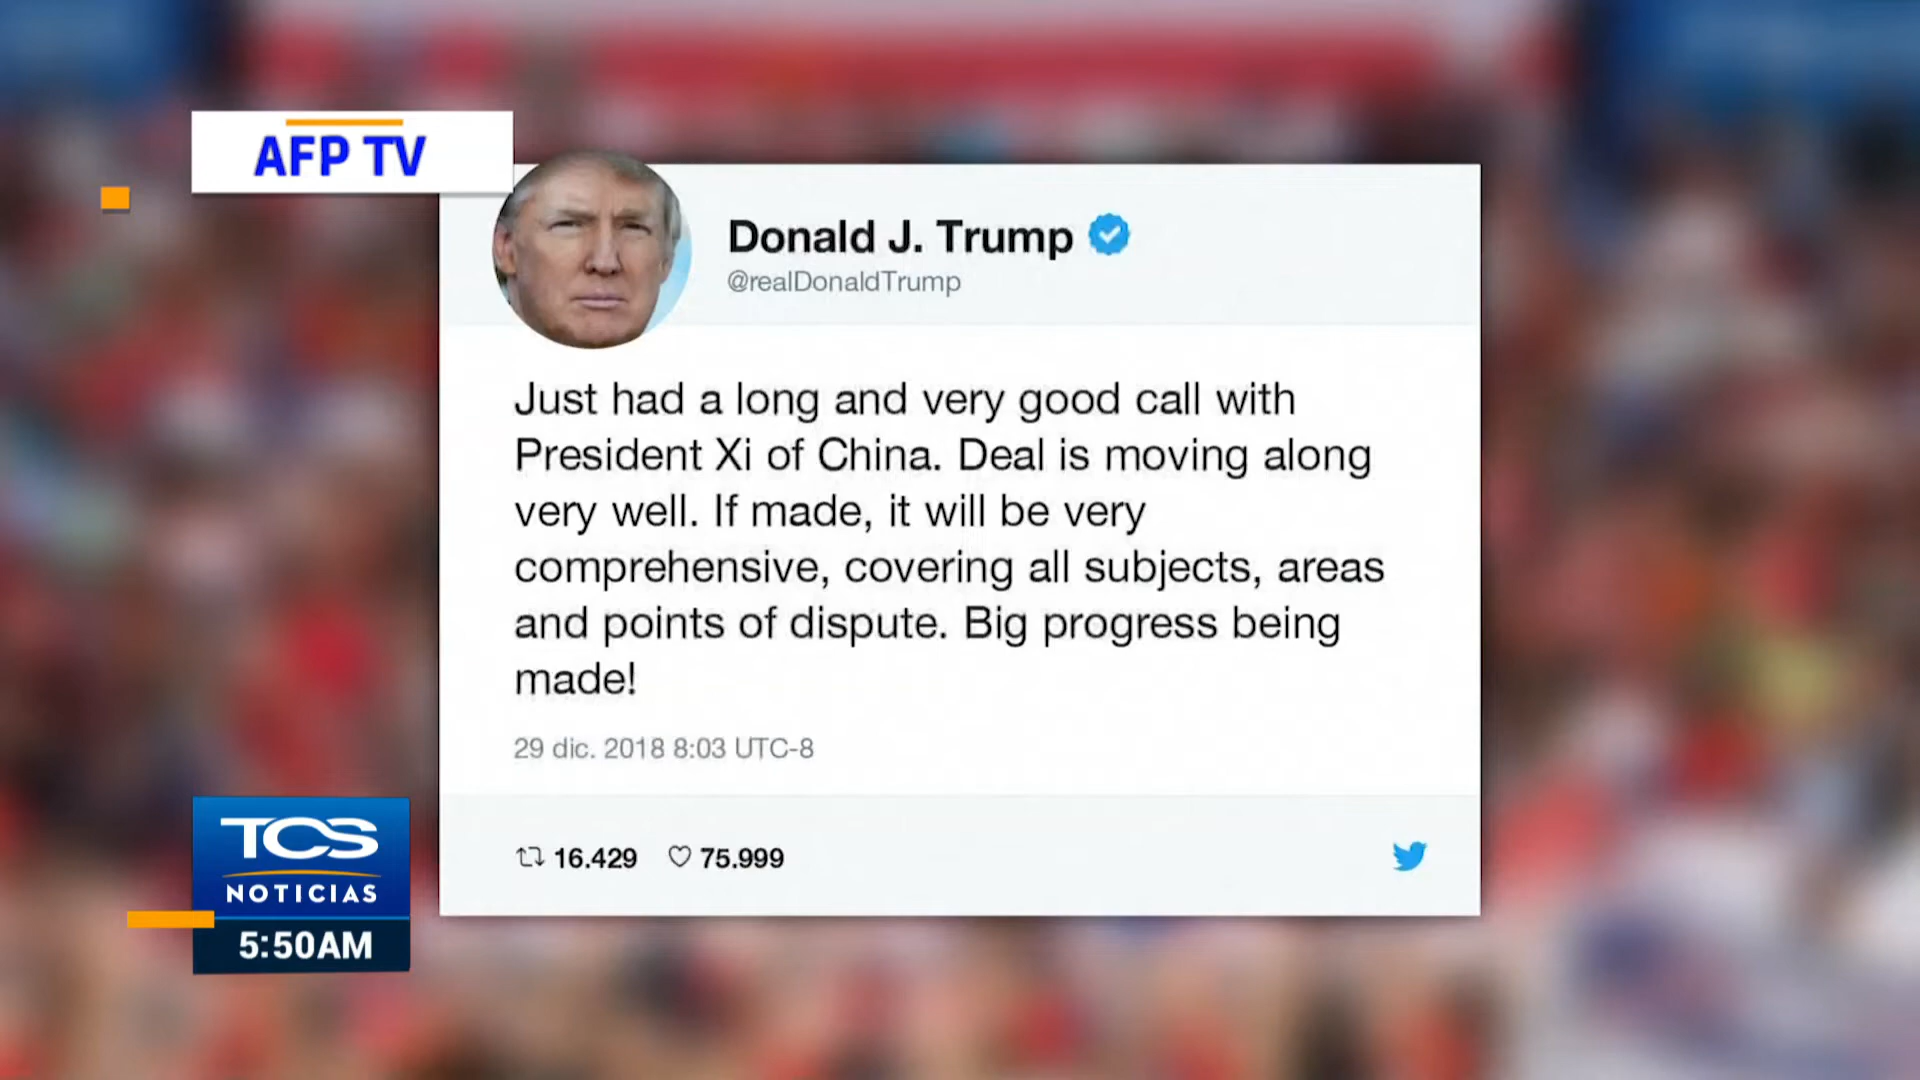 AFP TV
Donald J. Trump
@realDonaldTrump
Just had a long and very good call with
President Xi of China. Deal is moving along
very well. If made, it will be very
comprehensive, covering all subjects, areas
and points of dispute. Big progress being
made!
29 dic. 2018 8:03 UTC-8
16.429 75.999
TCS
NOTICIAS
5:50AM